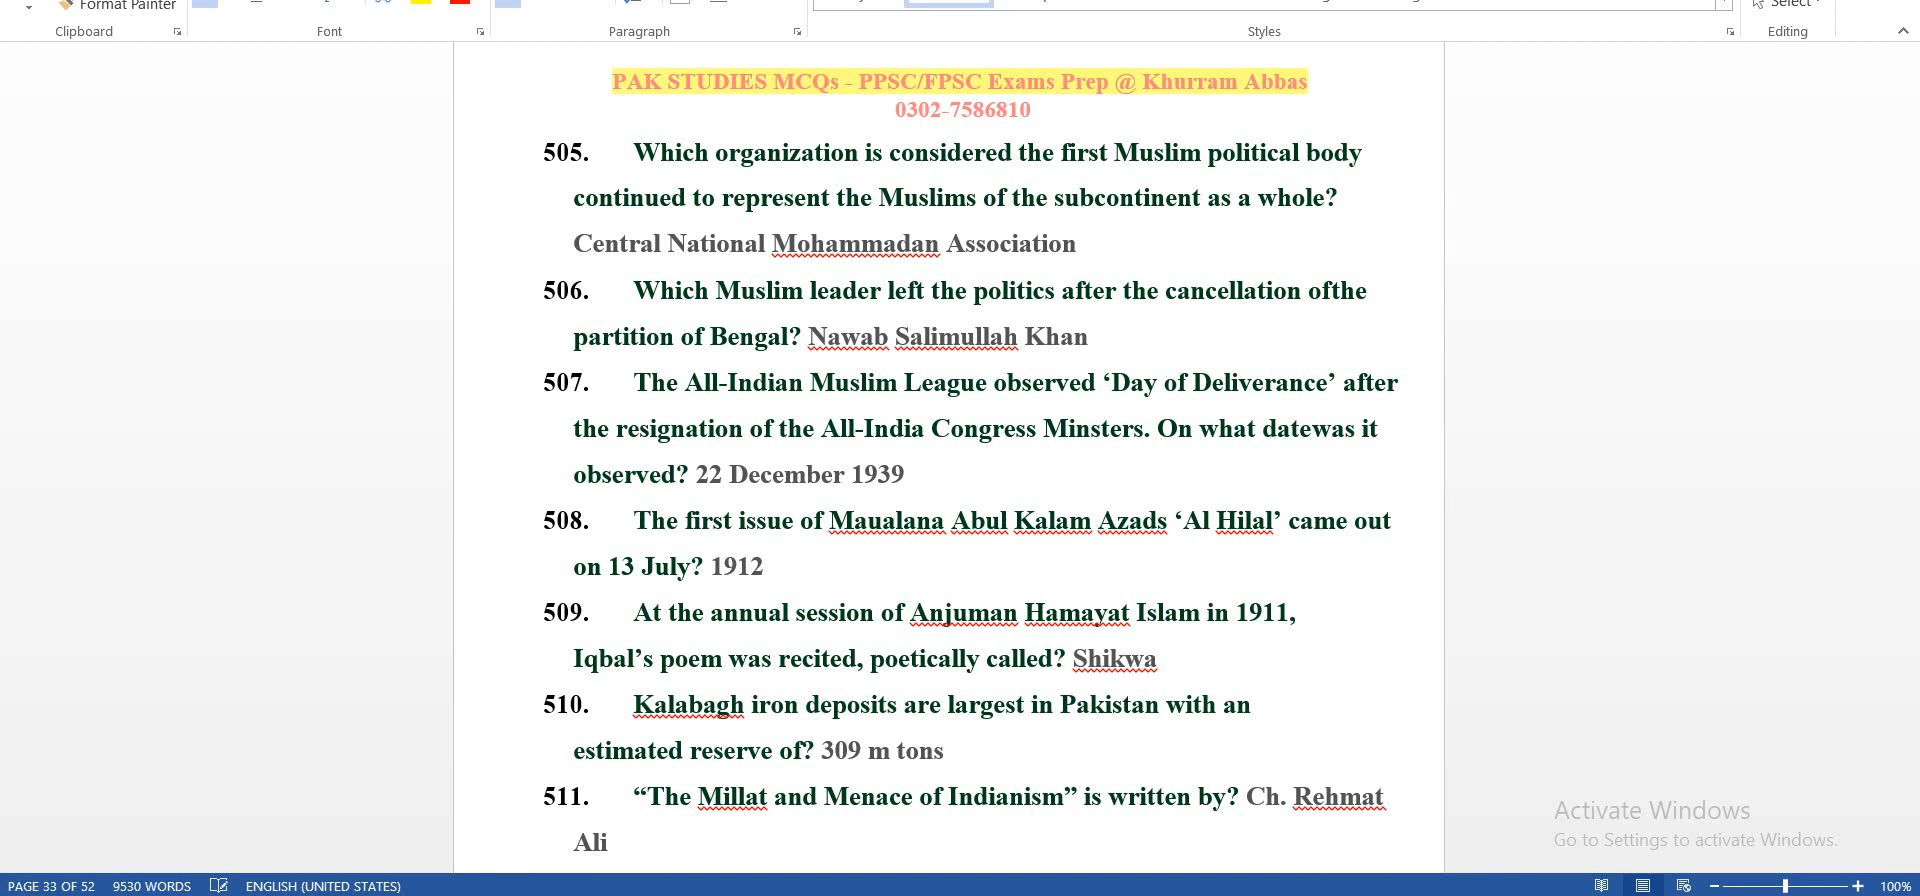 Format Painter
Select
Clipboard
Font
Paragraph
Styles
Editing
PAK STUDIES MCQs - PPSC/FPSC Exams Prep @ Khurram Abbas
0302-7586810
505. Which organization is considered the first Muslim political body
continued to represent the Muslims of the subcontinent as a whole?
Central National Mohammadan Association
506. Which Muslim leader left the politics after the cancellation ofthe
partition of Bengal? Nawab Salimullah Khan
507. The All-Indian Muslim League observed ‘Day of Deliverance’ after
the resignation of the All-India Congress Minsters. On what datewas it
observed? 22 December 1939
508. The first issue of Maualana Abul Kalam Azads ‘Al Hilal’ came out
on 13 July? 1912
509. At the annual session of Anjuman Hamayat Islam in 1911,
Iqbal’s poem was recited, poetically called? Shikwa
510. Kalabagh iron deposits are largest in Pakistan with an
estimated reserve of? 309 m tons
511. “The Millat and Menace of Indianism” is written by? Ch. Rehmat
Ali
Activate Windows
Go to Settings to activate Windows.
PAGE 33 OF 52 9530 WORDS ENGLISH (UNITED STATES) 100%